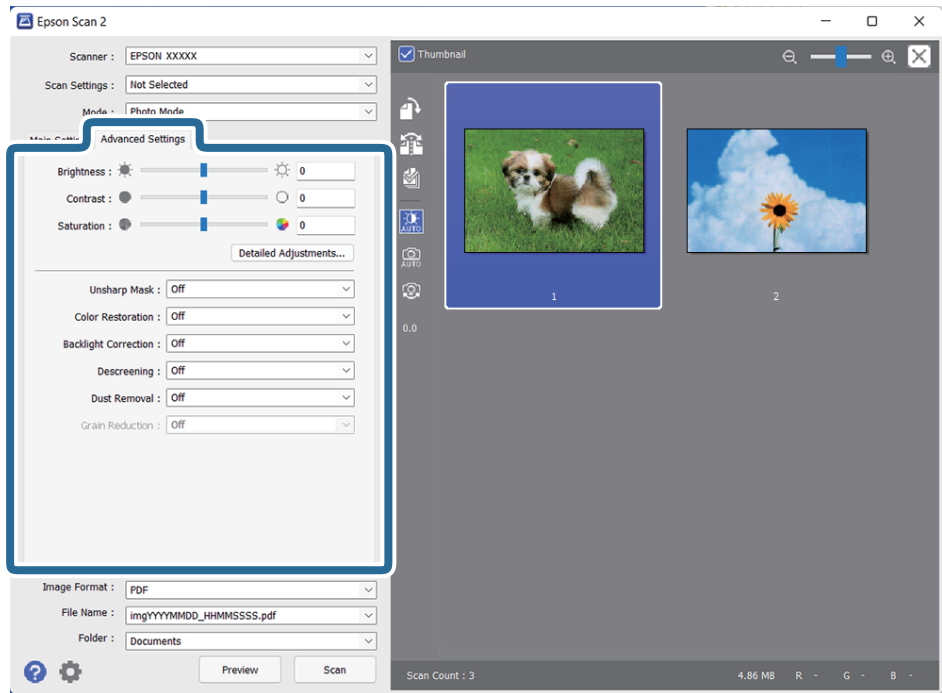 Epson Scan 2
Scanner : EPSON XXXXX
Scan Settings : Not Selected
Mode : Photo Mode
Advanced Settings
Brightness : 0
Contrast : 0
Saturation : 0
Detailed Adjustments...
Unsharp Mask : Off
Color Restoration : Off
Backlight Correction : Off
Descreening : Off
Dust Removal : Off
Grain Reduction : Off
Image Format : PDF
File Name : imgYYYYMMDD_HHMMSSSS.pdf
Folder : Documents
?
Preview
Scan
Thumbnail
AUTO
AUTO
0.0
1
2
Scan Count : 3
4.86 MB R - G - B -